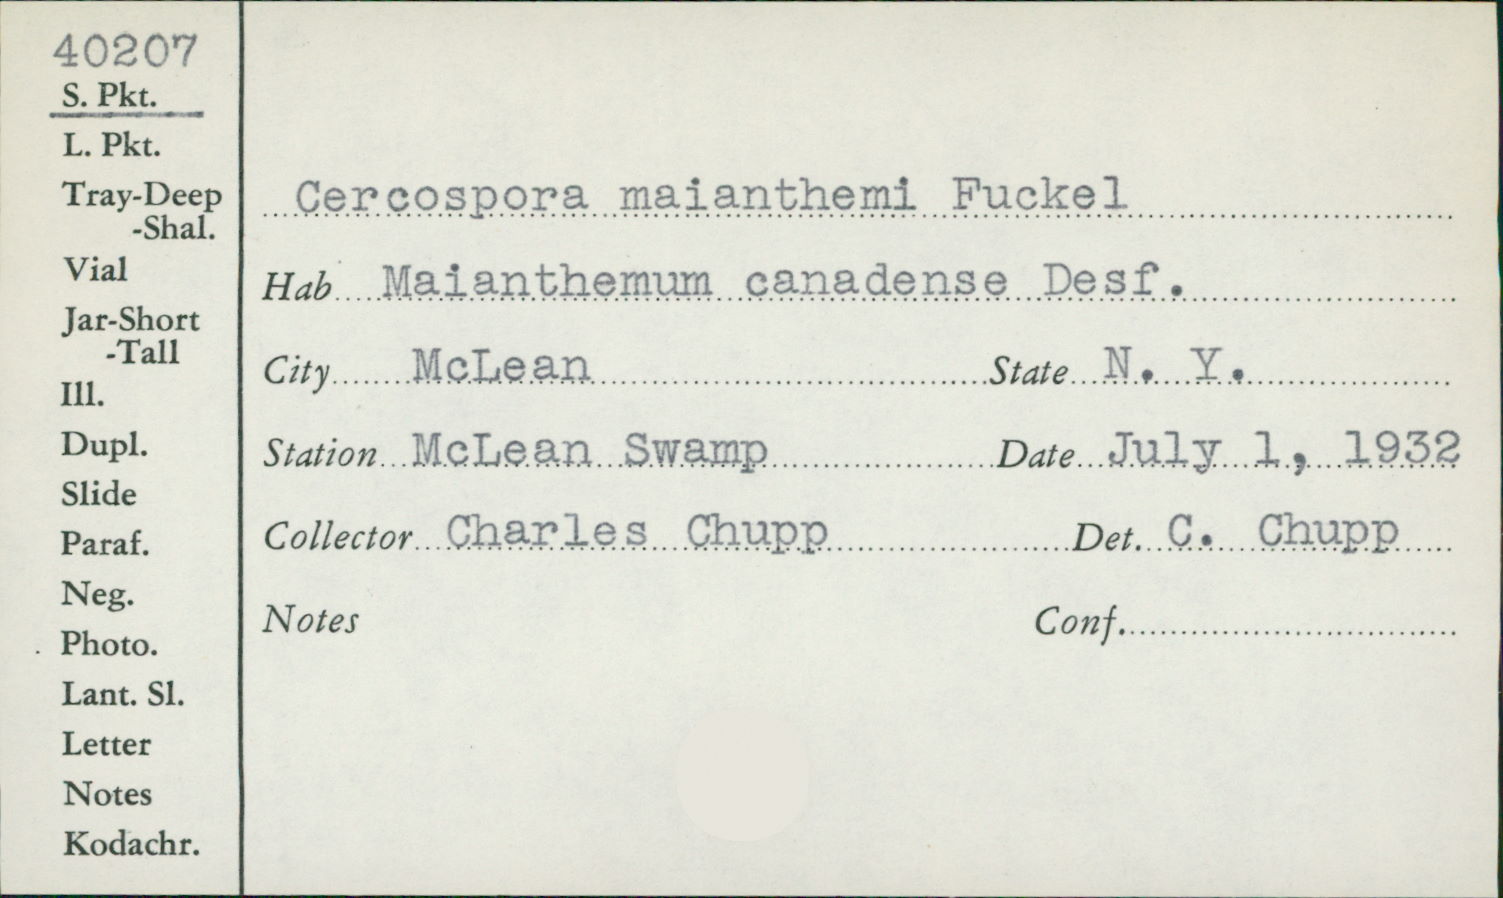 40207
S. Pkt.
L. Pkt.
Tray-Deep
-Shal.
Vial
Jar-Short
-Tall
Ill.
Dupl.
Slide
Paraf.
Neg.
Photo.
Lant. Sl.
Letter
Notes
Kodachr.
Cercospora maianthemi Fuckel
Hab Maianthemum canadense Desf.
City McLean State N. Y.
Station McLean Swamp Date July 1, 1932
Collector Charles Chupp Det. C. Chupp
Notes Conf.